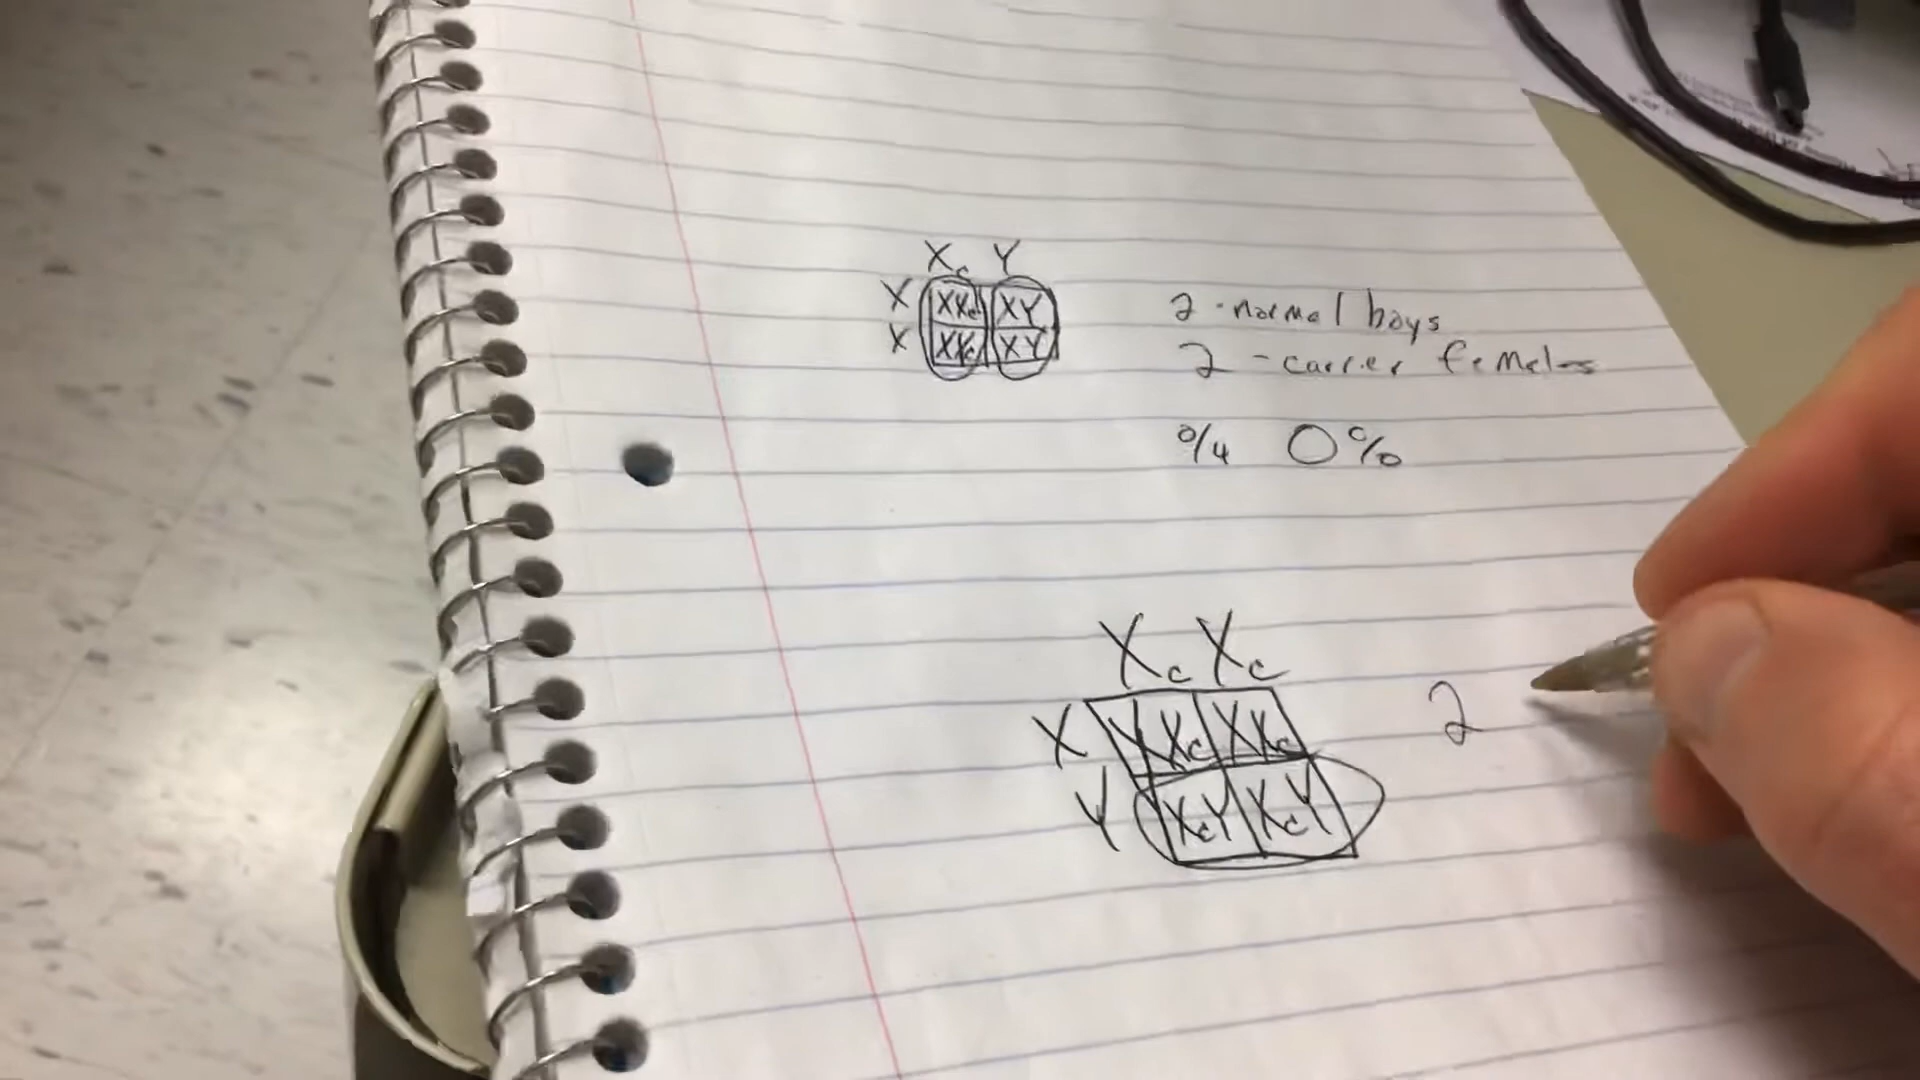 Xc Y
X XXc XY
X XXc XY
2 - normal boys
2 - carrier females
0/4 0%
Xc Xc
X XXc XXc
Y XcY XcY
2